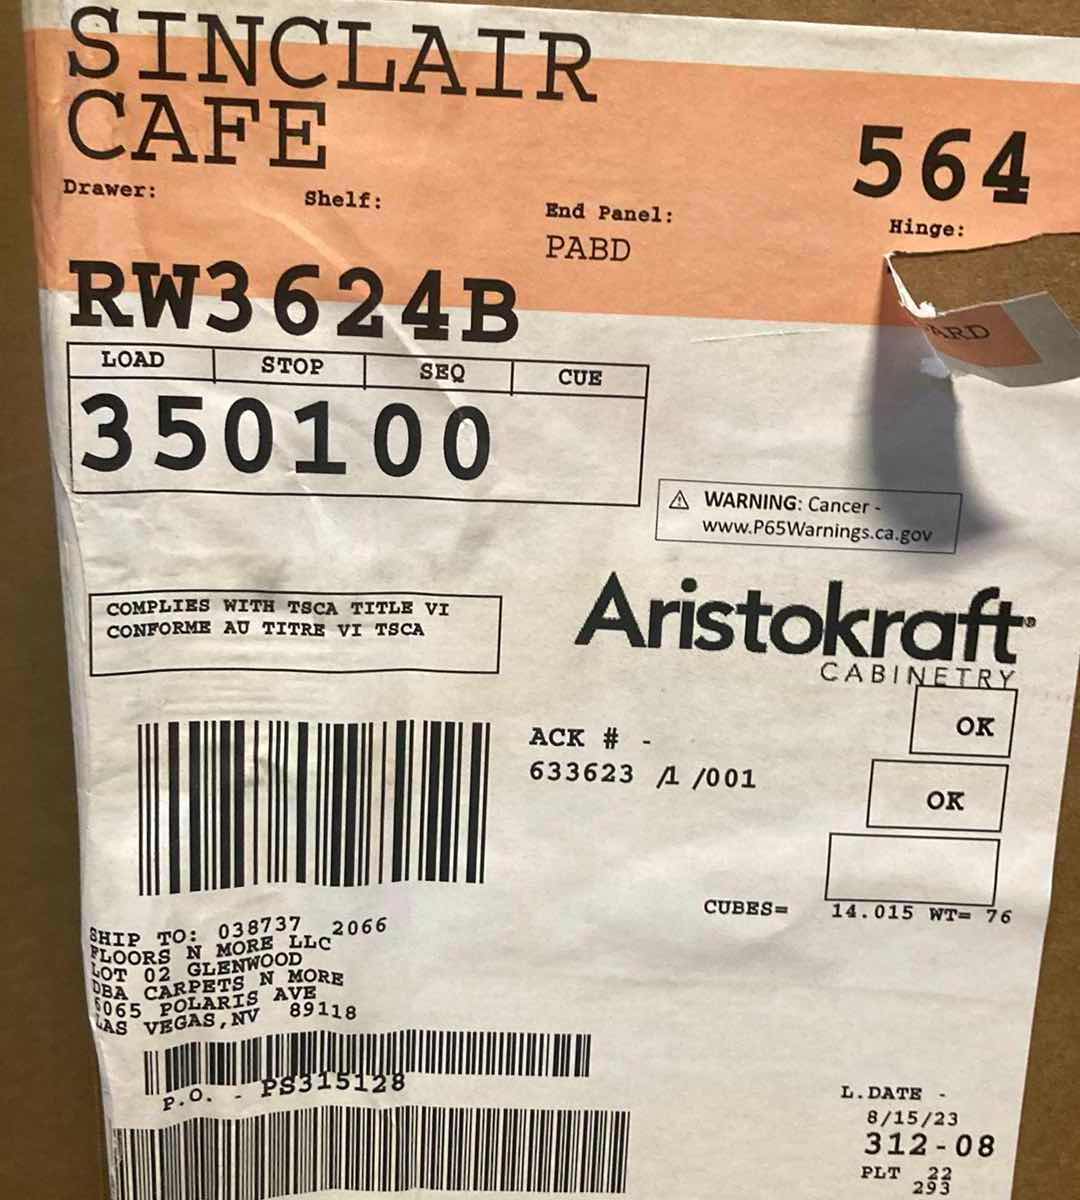 SINCLAIR
CAFE
564
Drawer:
Shelf:
End Panel:
Hinge:
PABD
RW3624B
ARD
LOAD STOP SEQ CUE
350100
WARNING: Cancer -
www.P65Warnings.ca.gov
COMPLIES WITH TSCA TITLE VI
CONFORME AU TITRE VI TSCA
Aristokraft®
CABINETRY
OK
ACK # -
633623 /1 /001
OK
CUBES= 14.015 WT= 76
SHIP TO: 038737 2066
FLOORS N MORE LLC
LOT 02 GLENWOOD
DBA CARPETS N MORE
6065 POLARIS AVE
LAS VEGAS,NV 89118
P.O. - PS315128
L.DATE -
8/15/23
312-08
PLT 22
293